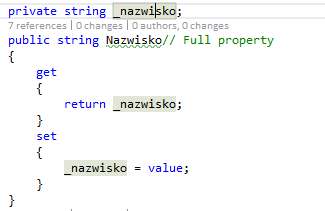 private string _nazwisko;
7 references | 0 changes | 0 authors, 0 changes
public string Nazwisko// Full property
{
get
{
return _nazwisko;
}
set
{
_nazwisko = value;
}
}